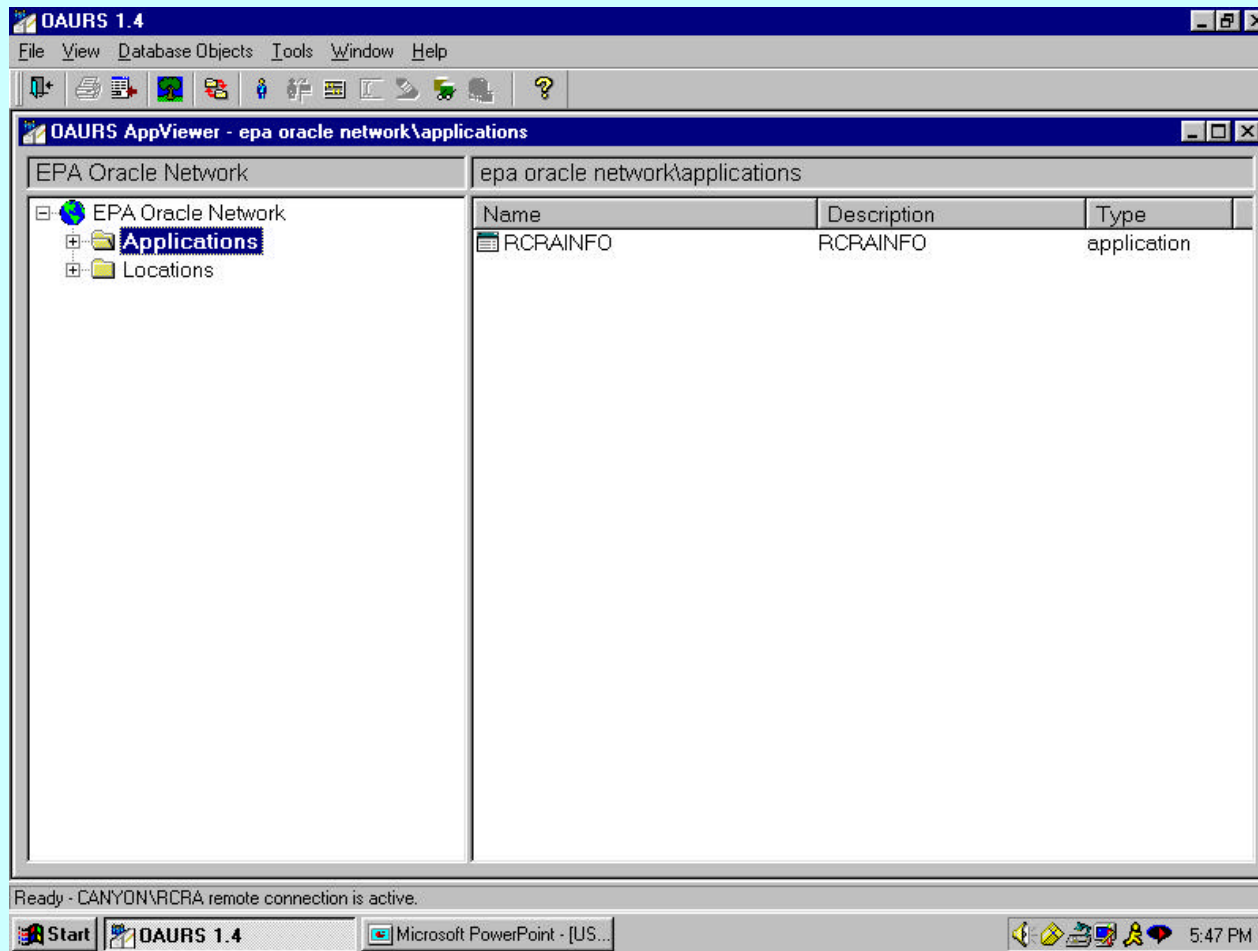 OAURS 1.4
File View Database Objects Tools Window Help
OAURS AppViewer - epa oracle network\applications
EPA Oracle Network
epa oracle network\applications
EPA Oracle Network
Applications
Locations
Name Description Type
RCRAINFO RCRAINFO application
Ready - CANYON\RCRA remote connection is active.
Start OAURS 1.4 Microsoft PowerPoint - [US... 5:47 PM